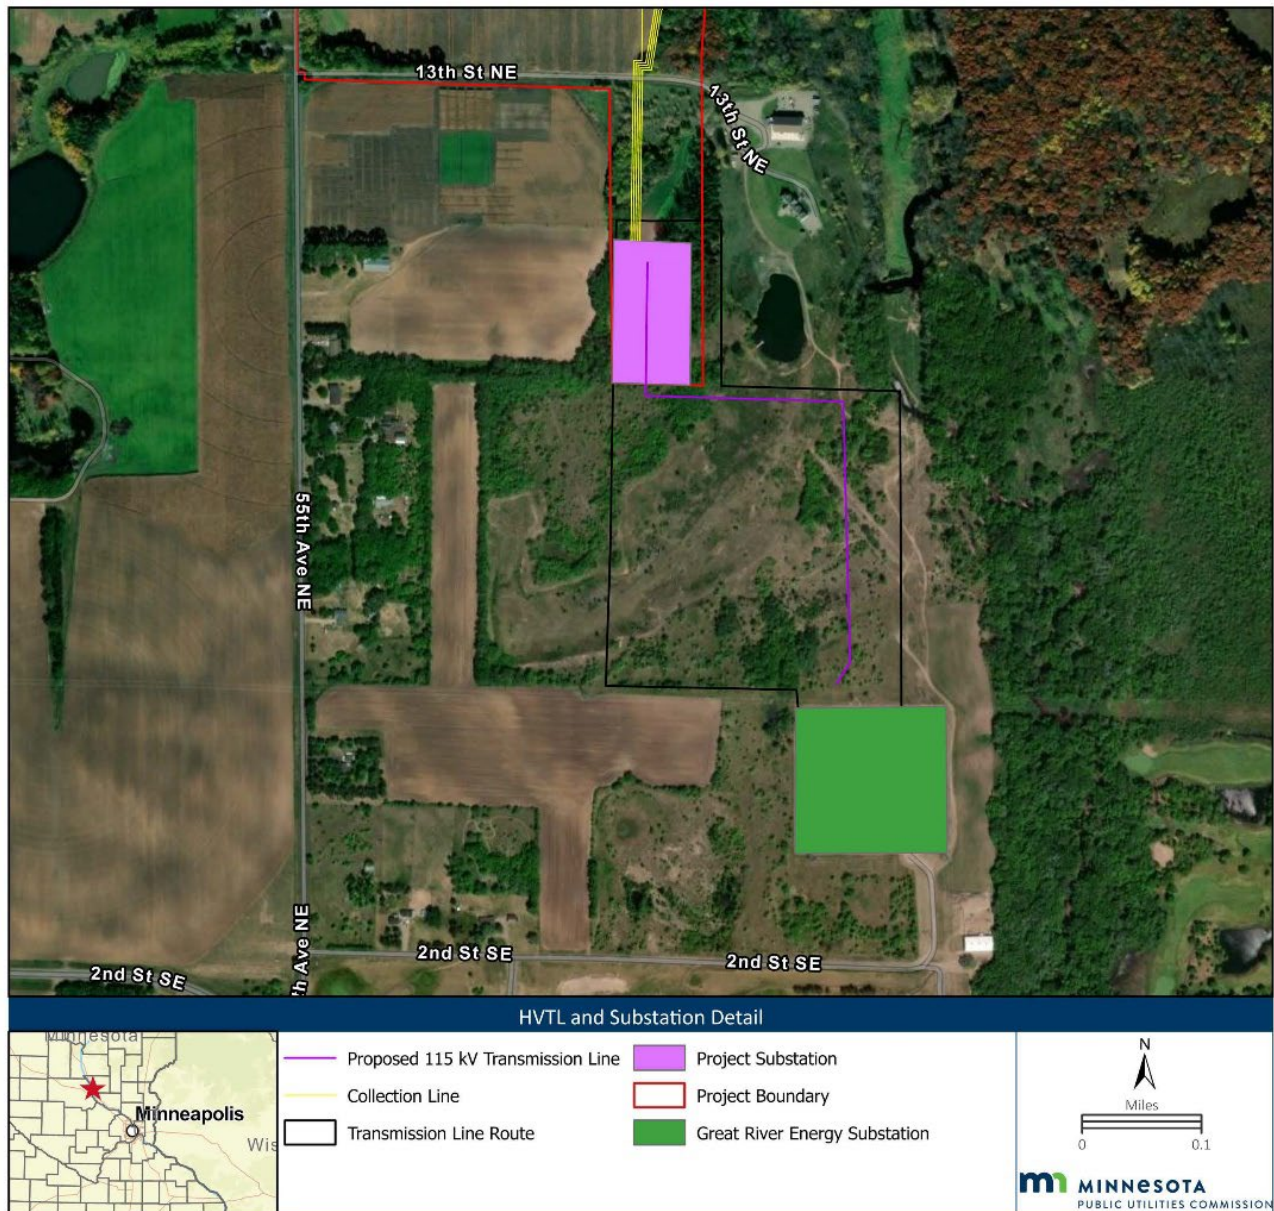 13th St NE
13th St NE
55th Ave NE
th Ave NE
2nd St SE
2nd St SE
2nd St SE
HVTL and Substation Detail
Minnesota
Minneapolis
Wis
Proposed 115 kV Transmission Line
Collection Line
Transmission Line Route
Project Substation
Project Boundary
Great River Energy Substation
N
Miles
0 0.1
MINNESOTA
PUBLIC UTILITIES COMMISSION